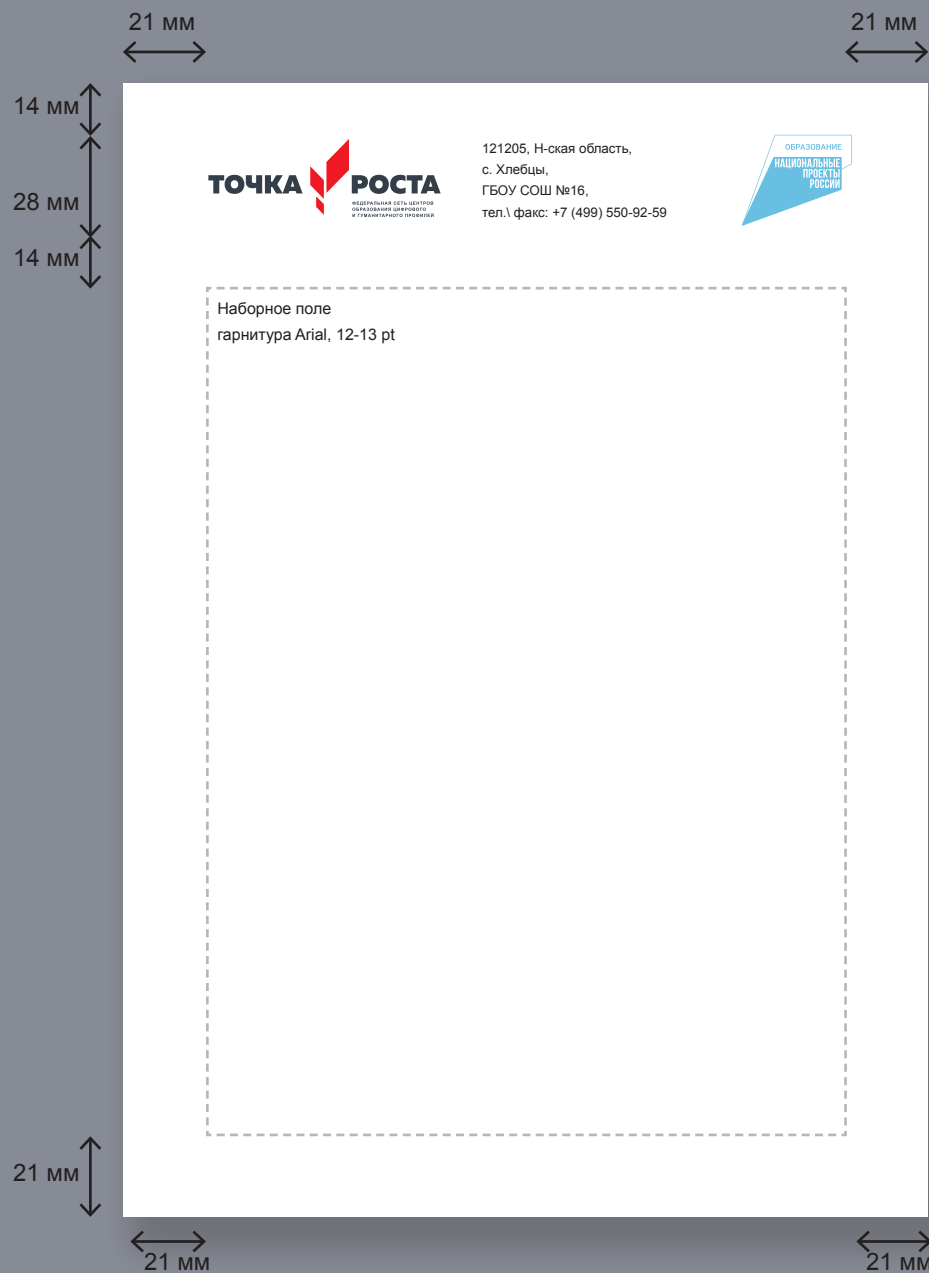 21 мм
21 мм
14 мм
28 мм
14 мм
ТОЧКА РОСТА
ФЕДЕРАЛЬНАЯ СЕТЬ ЦЕНТРОВ
ОБРАЗОВАНИЯ ЦИФРОВОГО
И ГУМАНИТАРНОГО ПРОФИЛЕЙ
121205, Н-ская область,
с. Хлебцы,
ГБОУ СОШ №16,
тел.\ факс: +7 (499) 550-92-59
ОБРАЗОВАНИЕ
НАЦИОНАЛЬНЫЕ
ПРОЕКТЫ
РОССИИ
Наборное поле
гарнитура Arial, 12-13 pt
21 мм
21 мм
21 мм